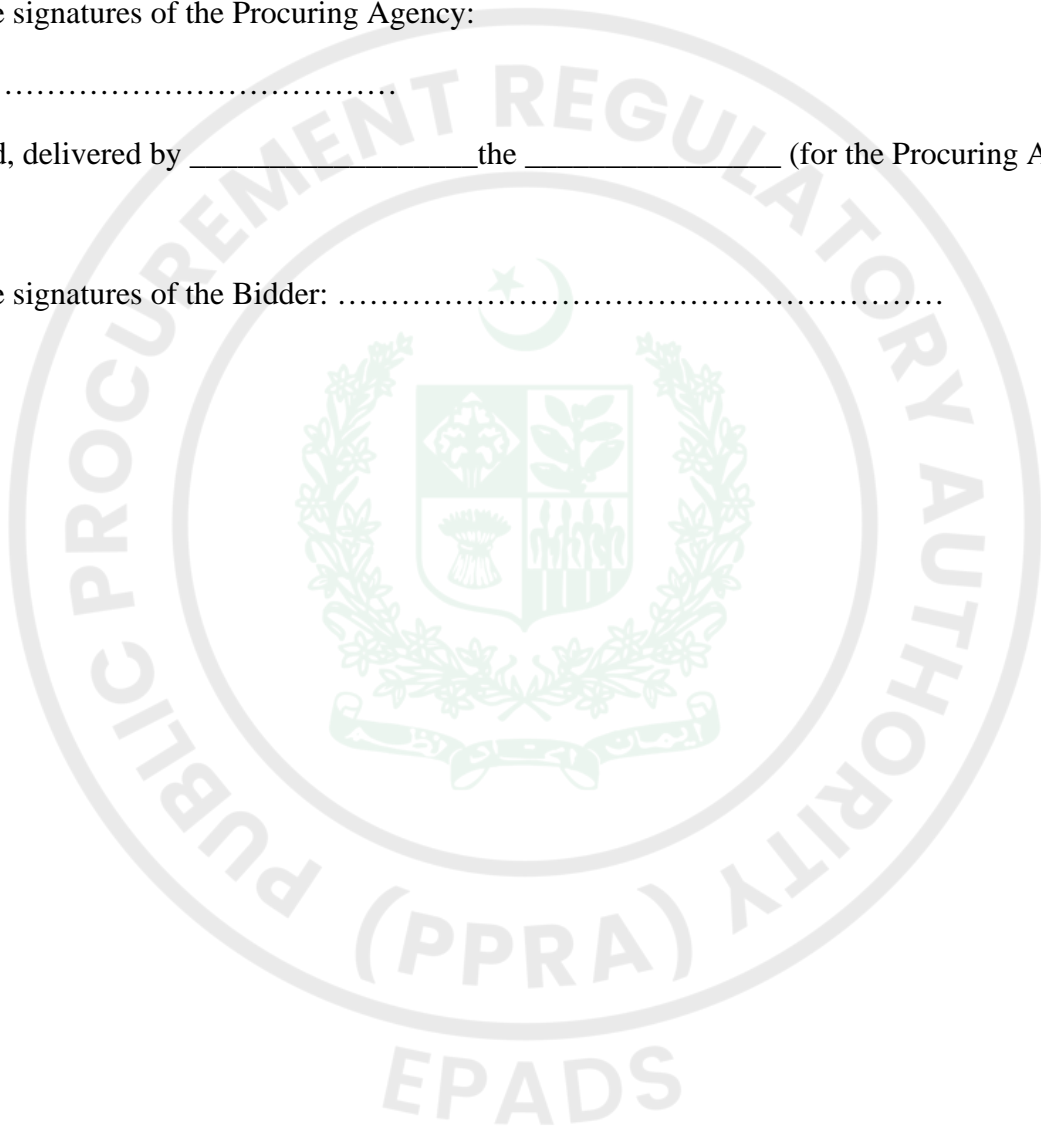 e signatures of the Procuring Agency:
…………………………………
d, delivered by __________________the ________________ (for the Procuring A
e signatures of the Bidder: …………………………………………………
PUBLIC PROCUREMENT REGULATORY AUTHORITY
(PPRA)
EPADS